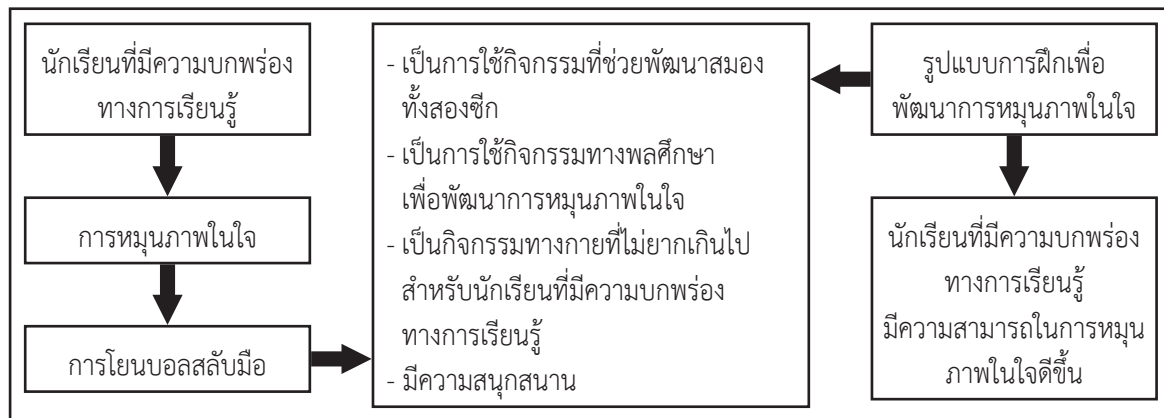 นักเรียนที่มีความบกพร่อง
ทางการเรียนรู้
การหมุนภาพในใจ
การโยนบอลสลับมือ
- เป็นการใช้กิจกรรมที่ช่วยพัฒนาสมอง
ทั้งสองซีก
- เป็นการใช้กิจกรรมทางพลศึกษา
เพื่อพัฒนาการหมุนภาพในใจ
- เป็นกิจกรรมทางกายที่ไม่ยากเกินไป
สำหรับนักเรียนที่มีความบกพร่อง
ทางการเรียนรู้
- มีความสนุกสนาน
รูปแบบการฝึกเพื่อ
พัฒนาการหมุนภาพในใจ
นักเรียนที่มีความบกพร่อง
ทางการเรียนรู้
มีความสามารถในการหมุน
ภาพในใจดีขึ้น